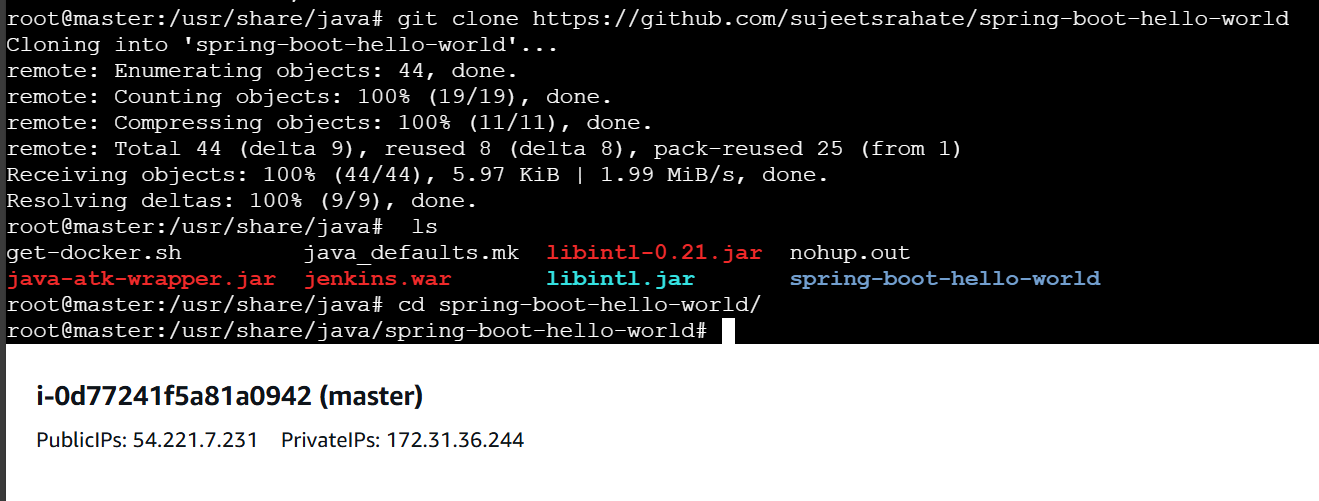 root@master:/usr/share/java# git clone https://github.com/sujeetsrahate/spring-boot-hello-world
Cloning into 'spring-boot-hello-world'...
remote: Enumerating objects: 44, done.
remote: Counting objects: 100% (19/19), done.
remote: Compressing objects: 100% (11/11), done.
remote: Total 44 (delta 9), reused 8 (delta 8), pack-reused 25 (from 1)
Receiving objects: 100% (44/44), 5.97 KiB | 1.99 MiB/s, done.
Resolving deltas: 100% (9/9), done.
root@master:/usr/share/java#  ls
get-docker.sh         java_defaults.mk  libintl-0.21.jar  nohup.out
java-atk-wrapper.jar  jenkins.war       libintl.jar       spring-boot-hello-world
root@master:/usr/share/java# cd spring-boot-hello-world/
root@master:/usr/share/java/spring-boot-hello-world#
i-0d77241f5a81a0942 (master)
PublicIPs: 54.221.7.231    PrivateIPs: 172.31.36.244